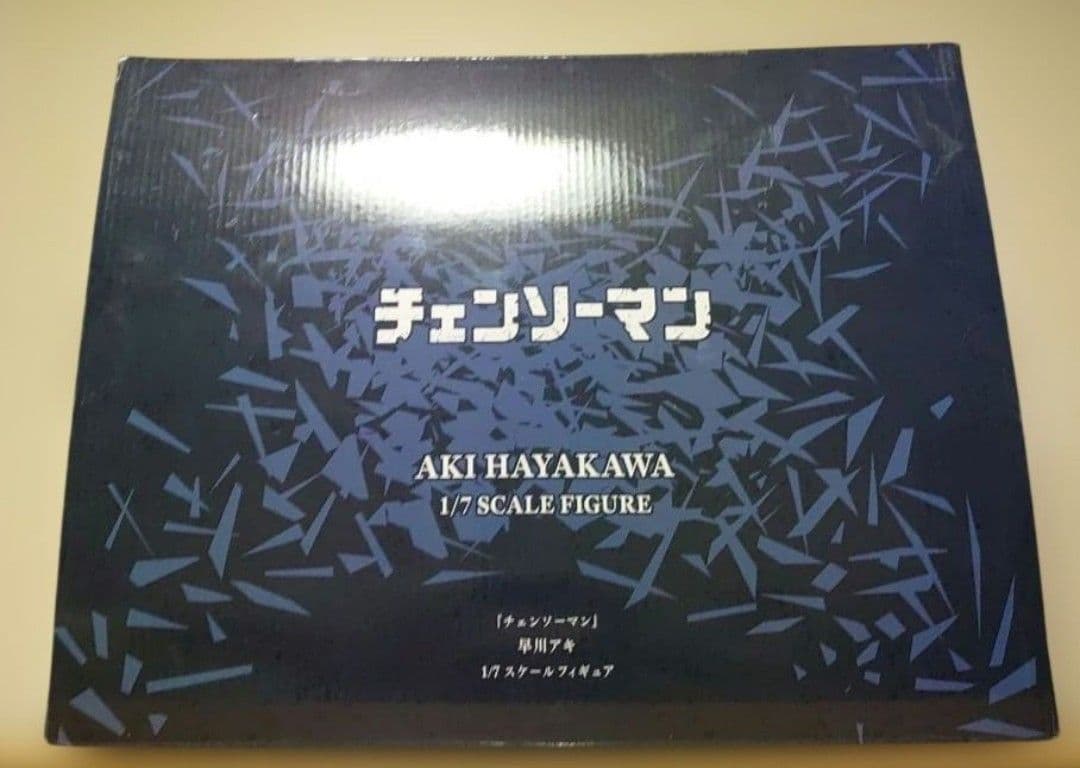 チェンソーマン
AKI HAYAKAWA
1/7 SCALE FIGURE
『チェンソーマン』
早川アキ
1/7 スケールフィギュア